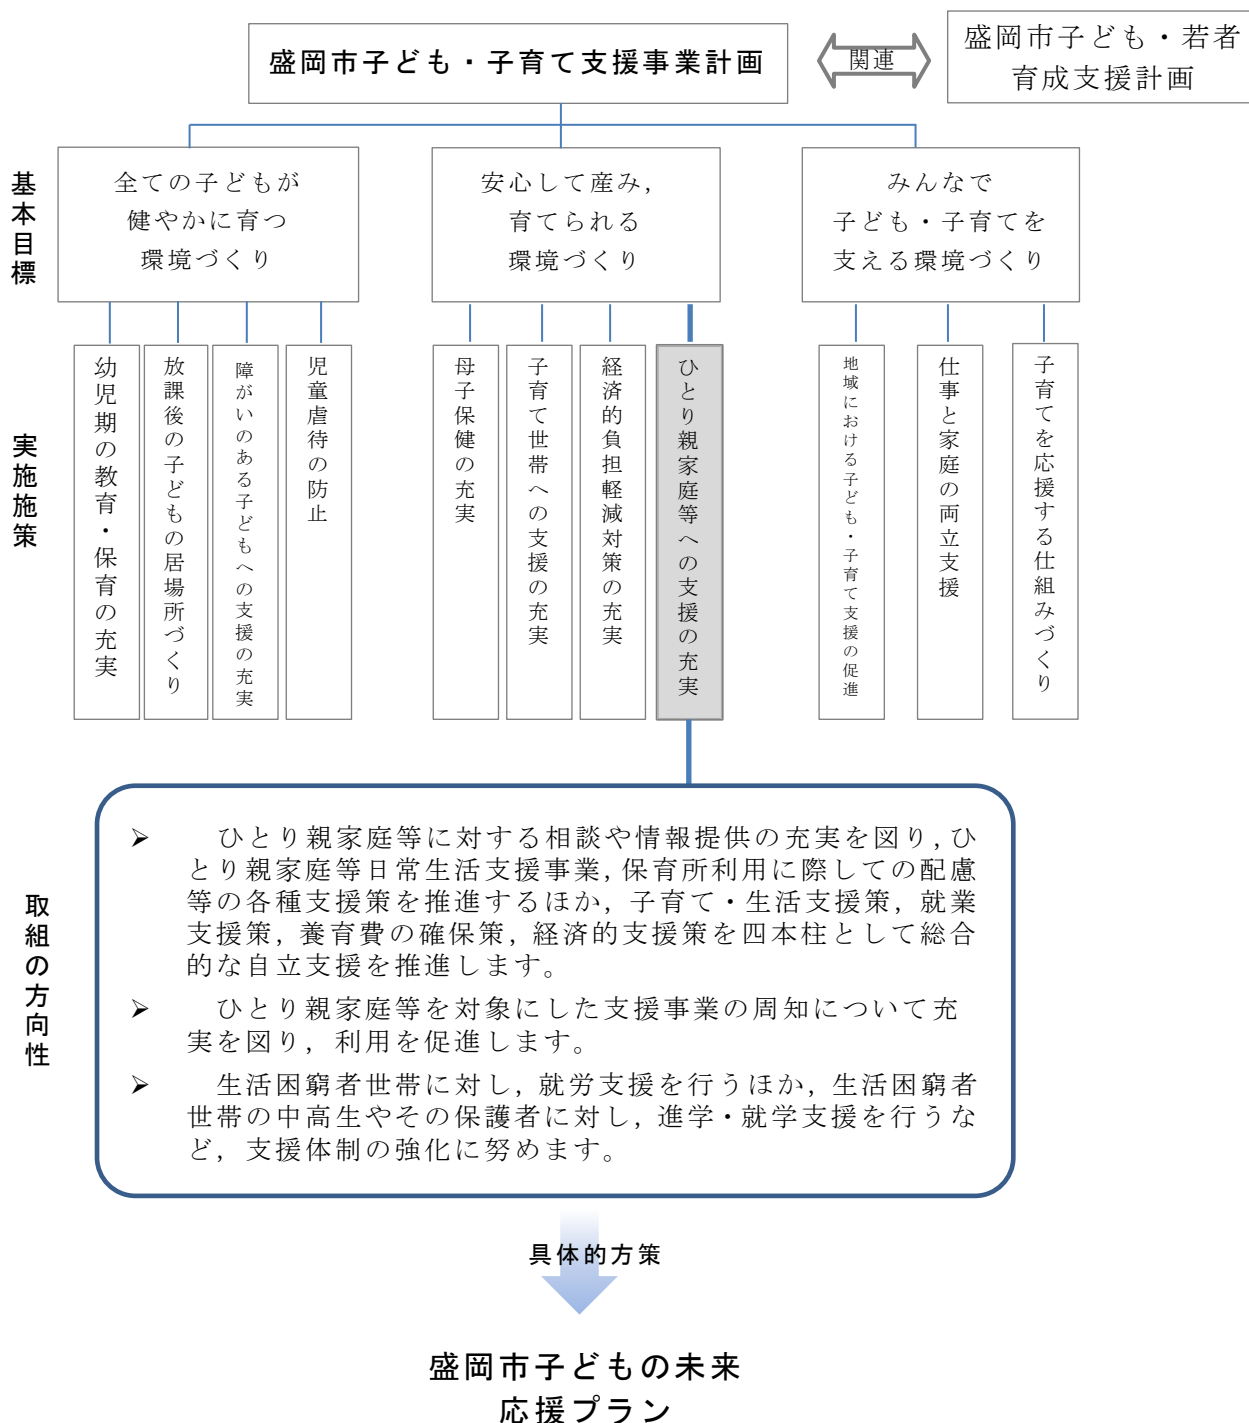 盛岡市子ども・子育て支援事業計画
関連
盛岡市子ども・若者
育成支援計画
基本目標
全ての子どもが
健やかに育つ
環境づくり
安心して産み，
育てられる
環境づくり
みんなで
子ども・子育てを
支える環境づくり
実施施策
幼児期の教育・保育の充実
放課後の子どもの居場所づくり
障がいのある子どもへの支援の充実
児童虐待の防止
母子保健の充実
子育て世帯への支援の充実
経済的負担軽減対策の充実
ひとり親家庭等への支援の充実
地域における子ども・子育て支援の促進
仕事と家庭の両立支援
子育てを応援する仕組みづくり
取組の方向性
➢ ひとり親家庭等に対する相談や情報提供の充実を図り，ひ
とり親家庭等日常生活支援事業，保育所利用に際しての配慮
等の各種支援策を推進するほか，子育て・生活支援策，就業
支援策，養育費の確保策，経済的支援策を四本柱として総合
的な自立支援を推進します。
➢ ひとり親家庭等を対象にした支援事業の周知について充
実を図り，利用を促進します。
➢ 生活困窮者世帯に対し，就労支援を行うほか，生活困窮者
世帯の中高生やその保護者に対し，進学・就学支援を行うな
ど，支援体制の強化に努めます。
具体的方策
盛岡市子どもの未来
応援プラン